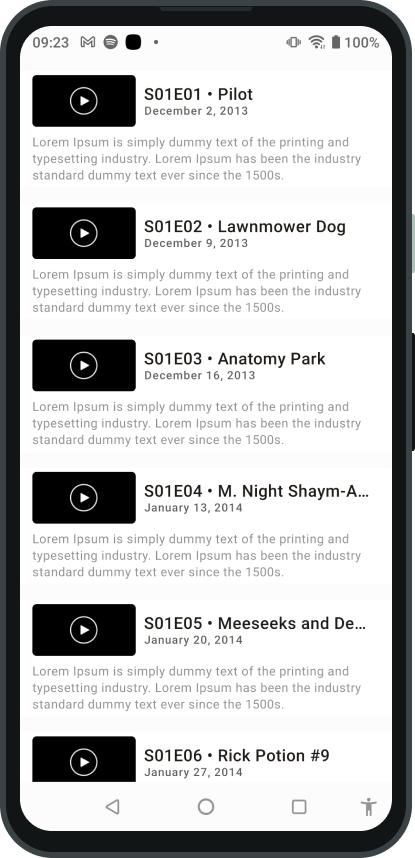 09:23
100%
S01E01 • Pilot
December 2, 2013
Lorem Ipsum is simply dummy text of the printing and
typesetting industry. Lorem Ipsum has been the industry
standard dummy text ever since the 1500s.
S01E02 • Lawnmower Dog
December 9, 2013
Lorem Ipsum is simply dummy text of the printing and
typesetting industry. Lorem Ipsum has been the industry
standard dummy text ever since the 1500s.
S01E03 • Anatomy Park
December 16, 2013
Lorem Ipsum is simply dummy text of the printing and
typesetting industry. Lorem Ipsum has been the industry
standard dummy text ever since the 1500s.
S01E04 • M. Night Shaym-A...
January 13, 2014
Lorem Ipsum is simply dummy text of the printing and
typesetting industry. Lorem Ipsum has been the industry
standard dummy text ever since the 1500s.
S01E05 • Meeseeks and De...
January 20, 2014
Lorem Ipsum is simply dummy text of the printing and
typesetting industry. Lorem Ipsum has been the industry
standard dummy text ever since the 1500s.
S01E06 • Rick Potion #9
January 27, 2014